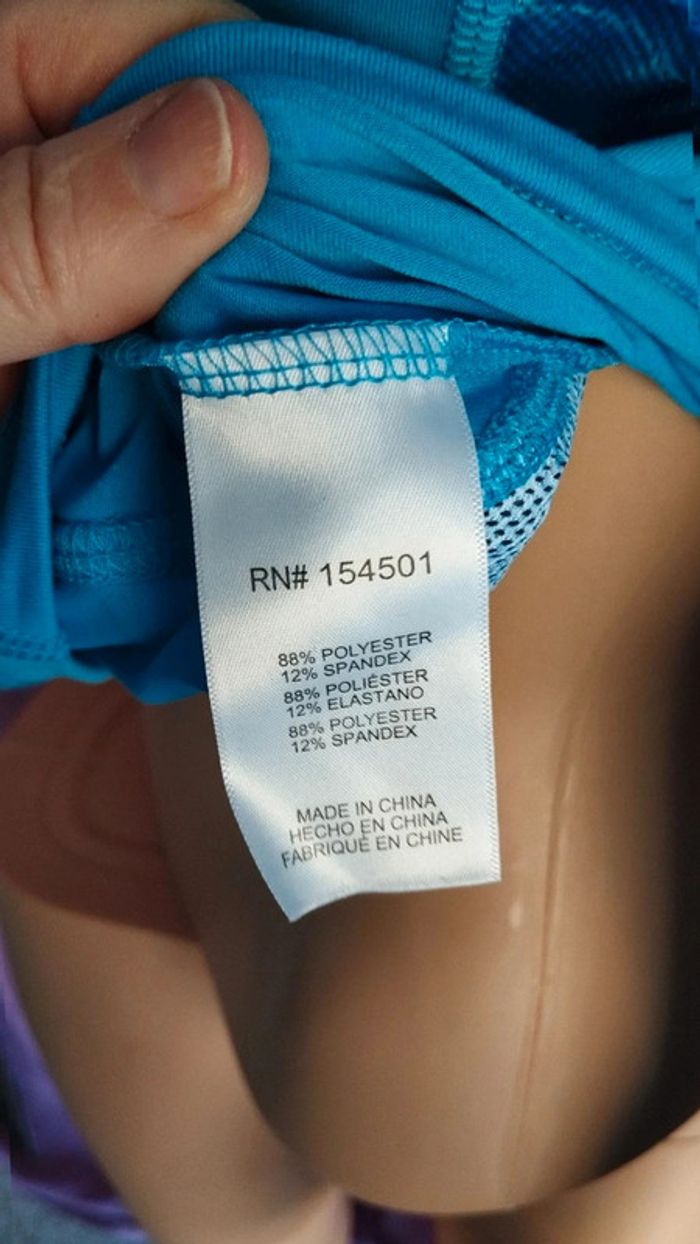 RN# 154501
88% POLYESTER
12% SPANDEX
88% POLIÉSTER
12% ELASTANO
88% POLYESTER
12% SPANDEX
MADE IN CHINA
HECHO EN CHINA
FABRIQUÉ EN CHINE